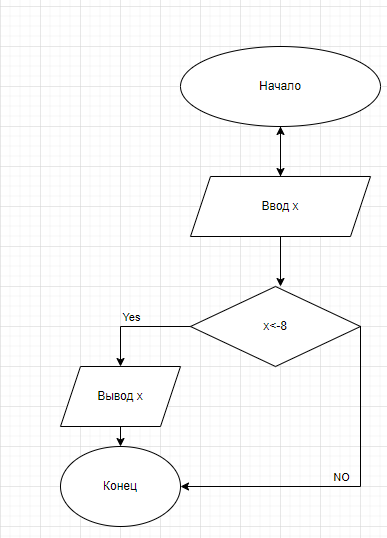 Начало
Ввод x
x<-8
Yes
Вывод x
NO
Конец